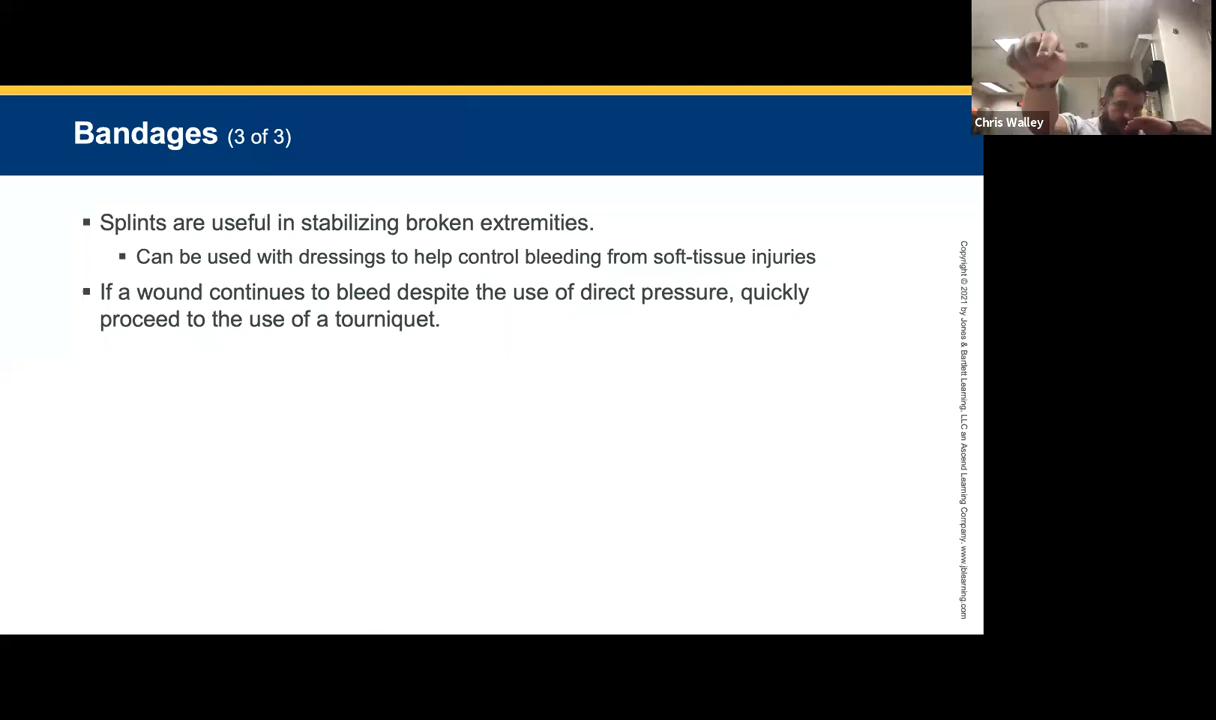 Bandages (3 of 3)
▪ Splints are useful in stabilizing broken extremities.
▪ Can be used with dressings to help control bleeding from soft-tissue injuries
▪ If a wound continues to bleed despite the use of direct pressure, quickly
proceed to the use of a tourniquet.
Copyright © 2021 by Jones & Bartlett Learning, LLC an Ascend Learning Company. www.jblearning.com
Chris Walley